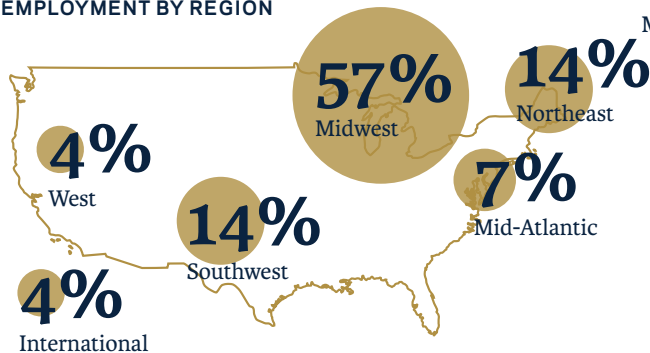 EMPLOYMENT BY REGION
M
57%
Midwest
14%
Northeast
4%
West
7%
Mid-Atlantic
14%
Southwest
4%
International